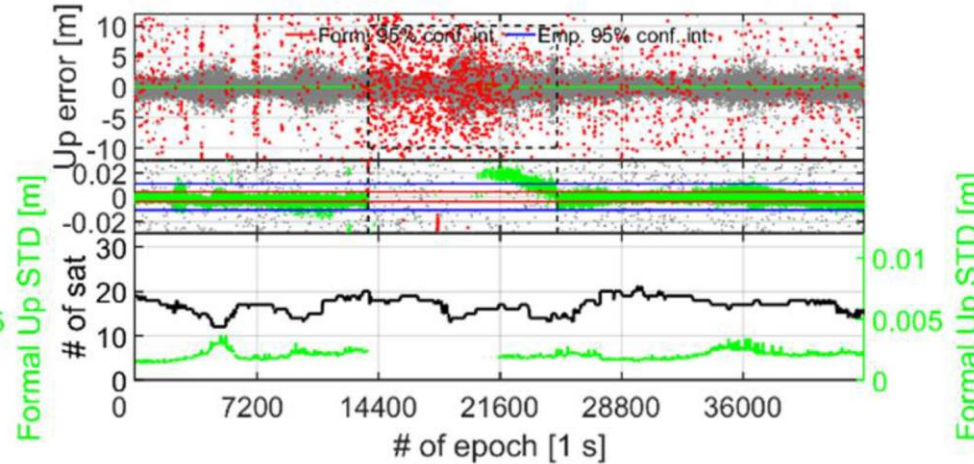 Up error [m]
10
5
0
-5
-10
Form. 95% conf. int.
Emp. 95% conf. int.
0.02
0
-0.02
Formal Up STD [m]
# of sat
30
20
10
0
0.01
0.005
0
Formal Up STD [m]
0 7200 14400 21600 28800 36000
# of epoch [1 s]